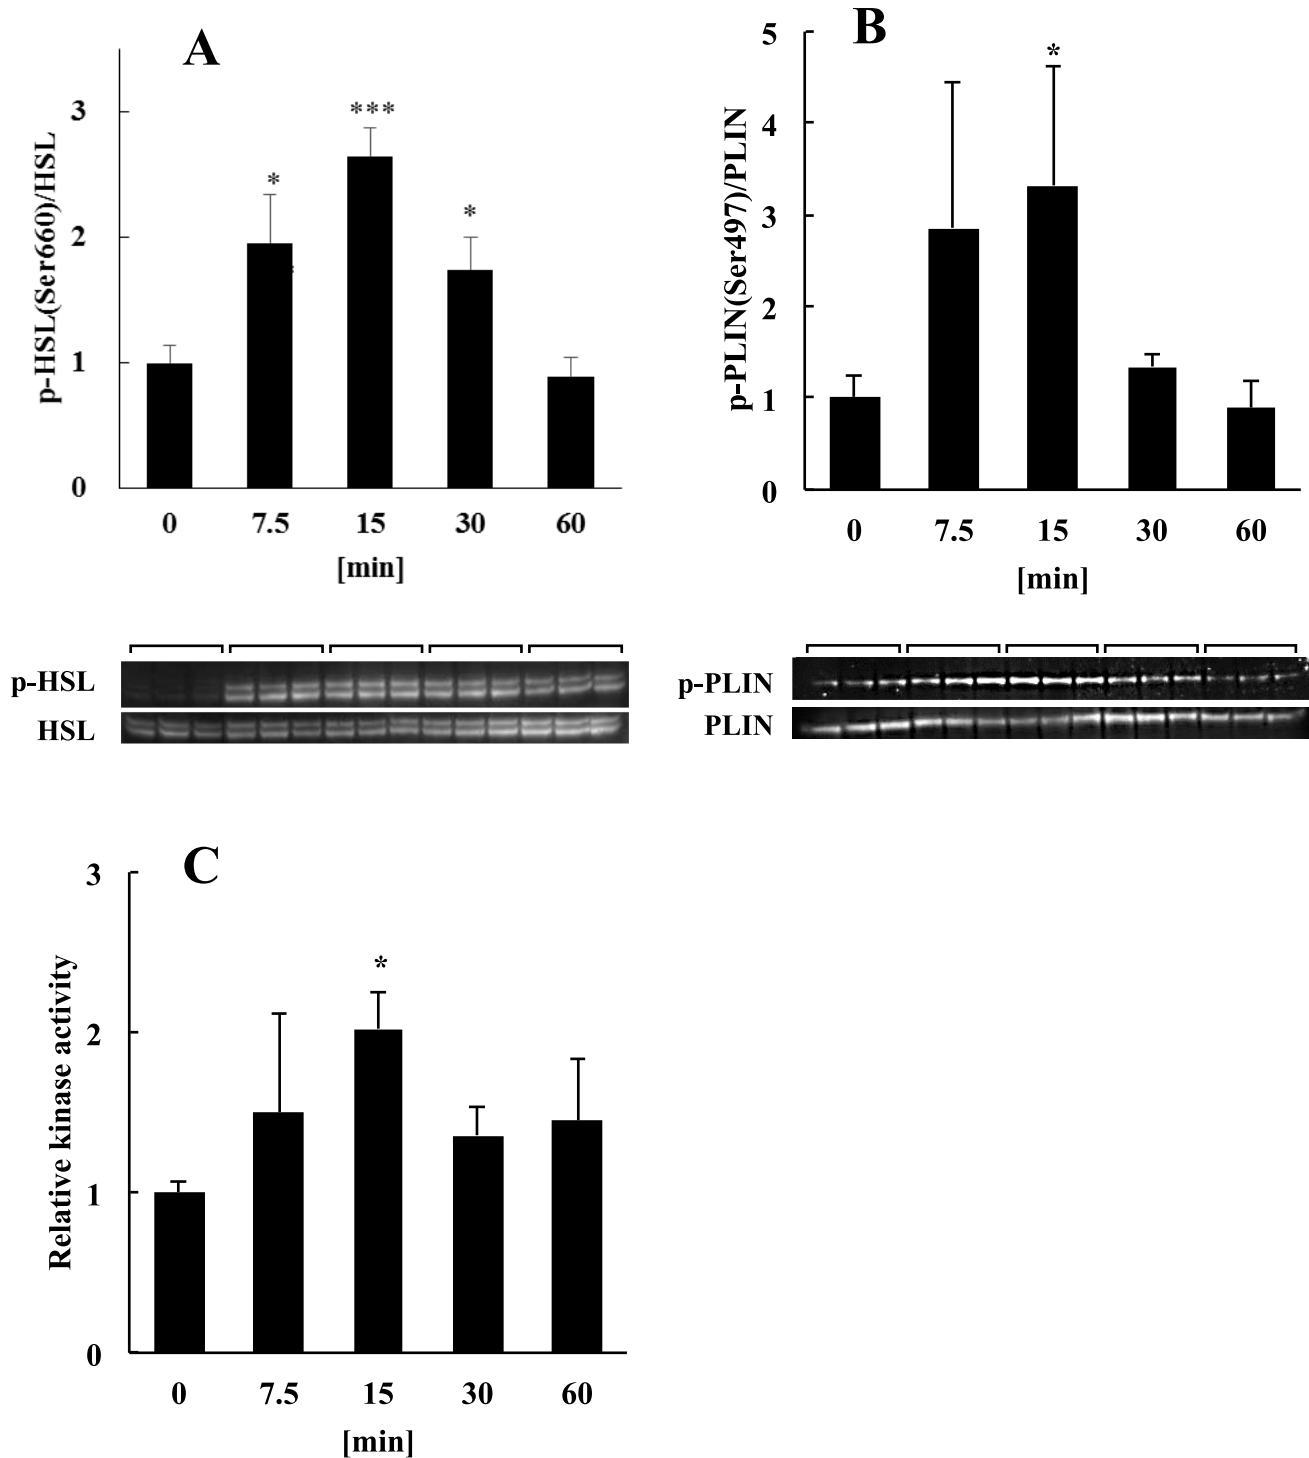 A
p-HSL(Ser660)/HSL
3
2
1
0
*
***
*
0 7.5 15 30 60
[min]
p-HSL
HSL
B
p-PLIN(Ser497)/PLIN
5
4
3
2
1
0
*
0 7.5 15 30 60
[min]
p-PLIN
PLIN
C
Relative kinase activity
3
2
1
0
*
0 7.5 15 30 60
[min]